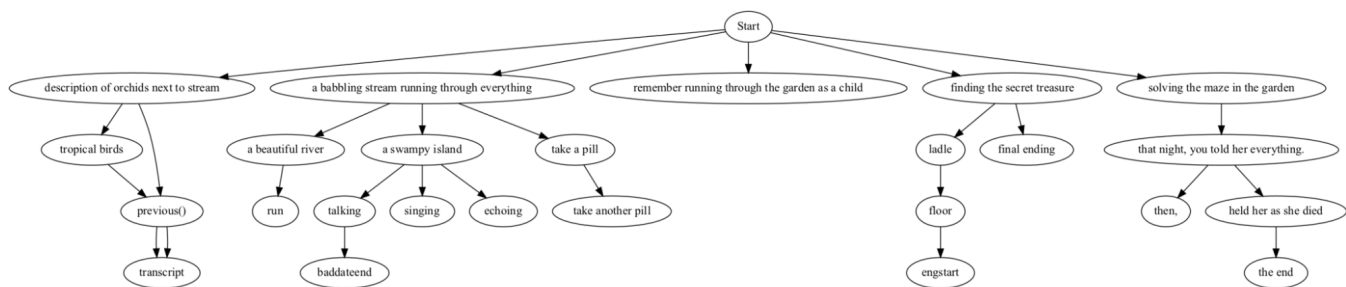 Start
description of orchids next to stream
a babbling stream running through everything
remember running through the garden as a child
finding the secret treasure
solving the maze in the garden
tropical birds
a beautiful river
a swampy island
take a pill
ladle
final ending
that night, you told her everything.
previous()
run
talking
singing
echoing
take another pill
floor
then,
held her as she died
transcript
baddateend
engstart
the end